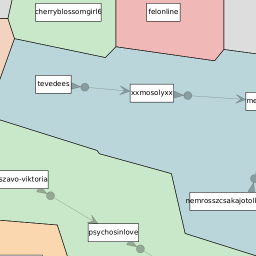 cherryblossomgirl6
felonline
tevedees
xxmosolyxx
me
szavo-viktoria
nemrosszcsakajotoll
psychosinlove